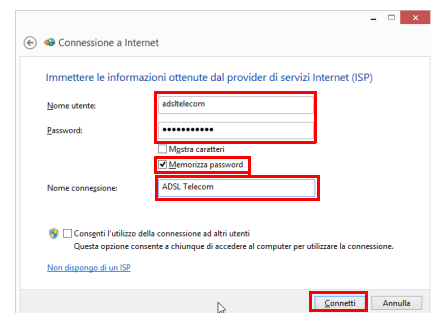 Connessione a Internet
Immettere le informazioni ottenute dal provider di servizi Internet (ISP)
Nome utente: adsltelecom
Password: •••••••••••
Mostra caratteri
Memorizza password
Nome connessione: ADSL Telecom
Consenti l'utilizzo della connessione ad altri utenti
Questa opzione consente a chiunque di accedere al computer per utilizzare la connessione.
Non dispongo di un ISP
Connetti Annulla